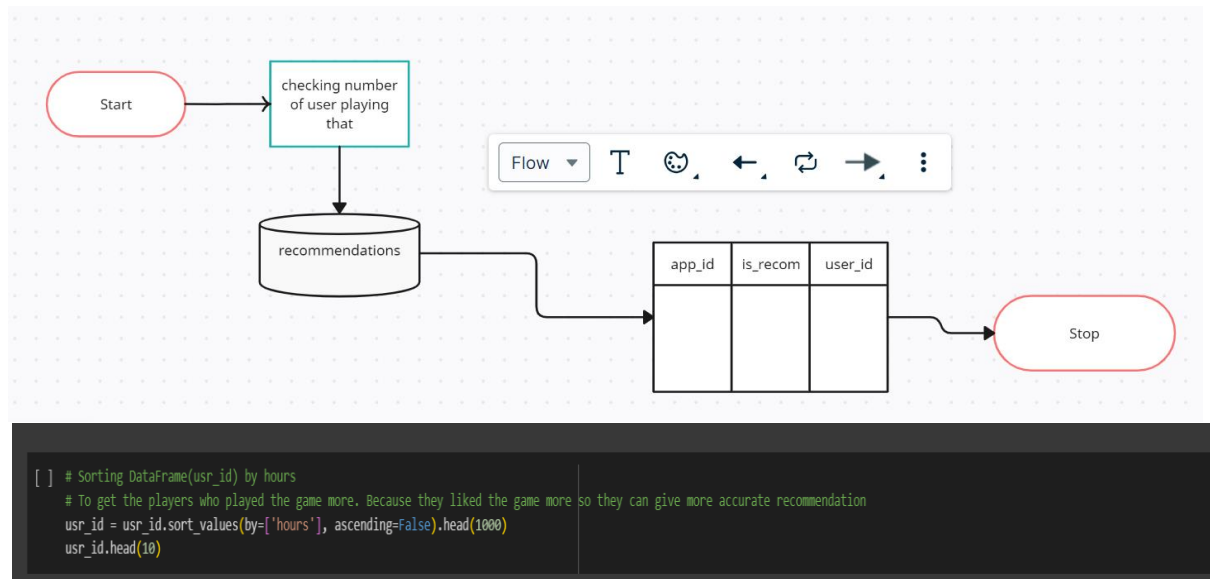 Start
checking number
of user playing
that
Flow
T
recommendations
app_id is_recom user_id
Stop
[ ] # Sorting DataFrame(usr_id) by hours
# To get the players who played the game more. Because they liked the game more so they can give more accurate recommendation
usr_id = usr_id.sort_values(by=['hours'], ascending=False).head(1000)
usr_id.head(10)